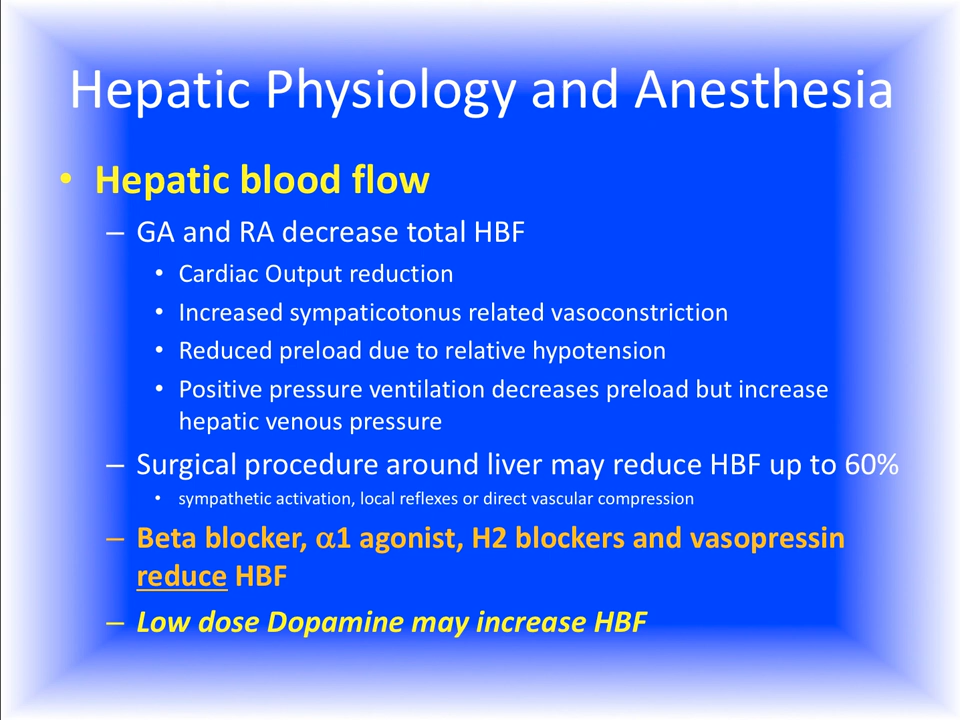 Hepatic Physiology and Anesthesia
• Hepatic blood flow
– GA and RA decrease total HBF
• Cardiac Output reduction
• Increased sympaticotonus related vasoconstriction
• Reduced preload due to relative hypotension
• Positive pressure ventilation decreases preload but increase
hepatic venous pressure
– Surgical procedure around liver may reduce HBF up to 60%
• sympathetic activation, local reflexes or direct vascular compression
– Beta blocker, α1 agonist, H2 blockers and vasopressin
reduce HBF
– Low dose Dopamine may increase HBF